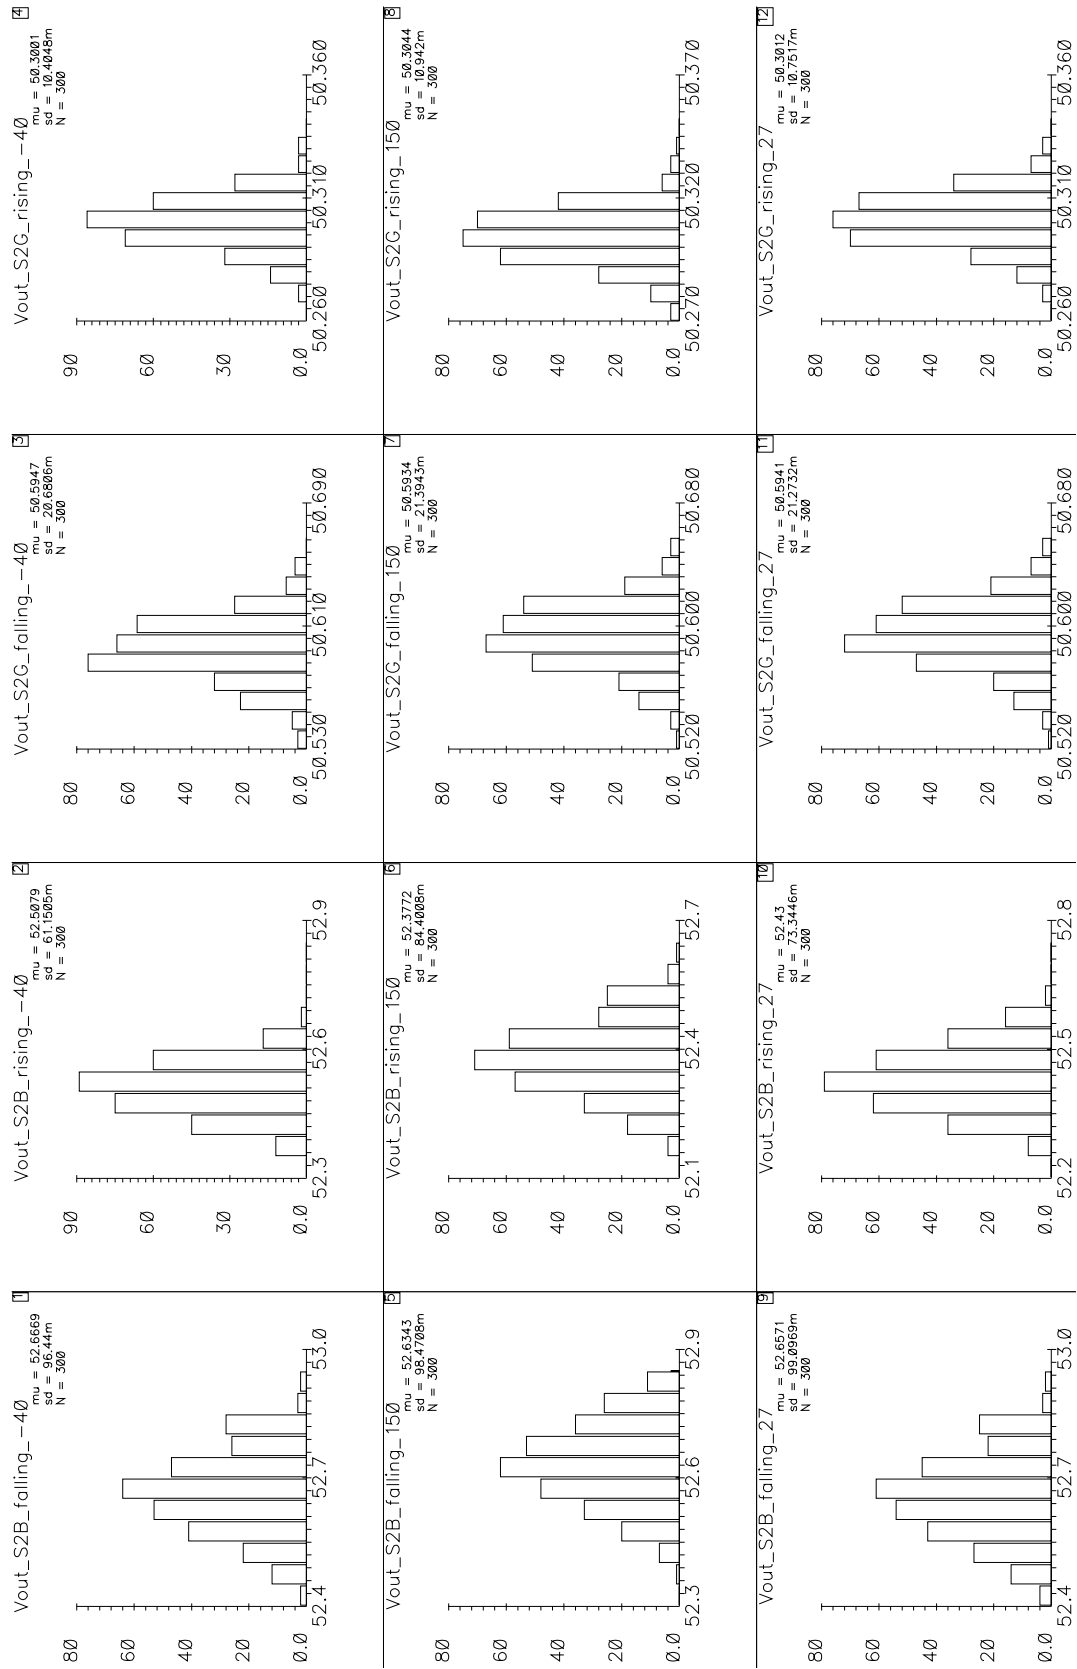 1
Vout_S2B_falling_-40
mu = 52.6669
sd = 96.44m
N = 300
80
60
40
20
0.0
52.4 52.7 53.0
2
Vout_S2B_rising_-40
mu = 52.5079
sd = 61.1505m
N = 300
90
60
30
0.0
52.3 52.6 52.9
3
Vout_S2G_falling_-40
mu = 50.5947
sd = 20.6806m
N = 300
80
60
40
20
0.0
50.530 50.610 50.690
4
Vout_S2G_rising_-40
mu = 50.3001
sd = 10.4048m
N = 300
90
60
30
0.0
50.260 50.310 50.360
5
Vout_S2B_falling_150
mu = 52.6343
sd = 98.4708m
N = 300
80
60
40
20
0.0
52.3 52.6 52.9
6
Vout_S2B_rising_150
mu = 52.3772
sd = 84.4008m
N = 300
80
60
40
20
0.0
52.1 52.4 52.7
7
Vout_S2G_falling_150
mu = 50.5934
sd = 21.3943m
N = 300
80
60
40
20
0.0
50.520 50.600 50.680
8
Vout_S2G_rising_150
mu = 50.3044
sd = 10.942m
N = 300
80
60
40
20
0.0
50.270 50.320 50.370
9
Vout_S2B_falling_27
mu = 52.6571
sd = 99.0969m
N = 300
80
60
40
20
0.0
52.4 52.7 53.0
10
Vout_S2B_rising_27
mu = 52.43
sd = 73.3446m
N = 300
80
60
40
20
0.0
52.2 52.5 52.8
11
Vout_S2G_falling_27
mu = 50.5941
sd = 21.2732m
N = 300
80
60
40
20
0.0
50.520 50.600 50.680
12
Vout_S2G_rising_27
mu = 50.3012
sd = 10.7517m
N = 300
80
60
40
20
0.0
50.260 50.310 50.360